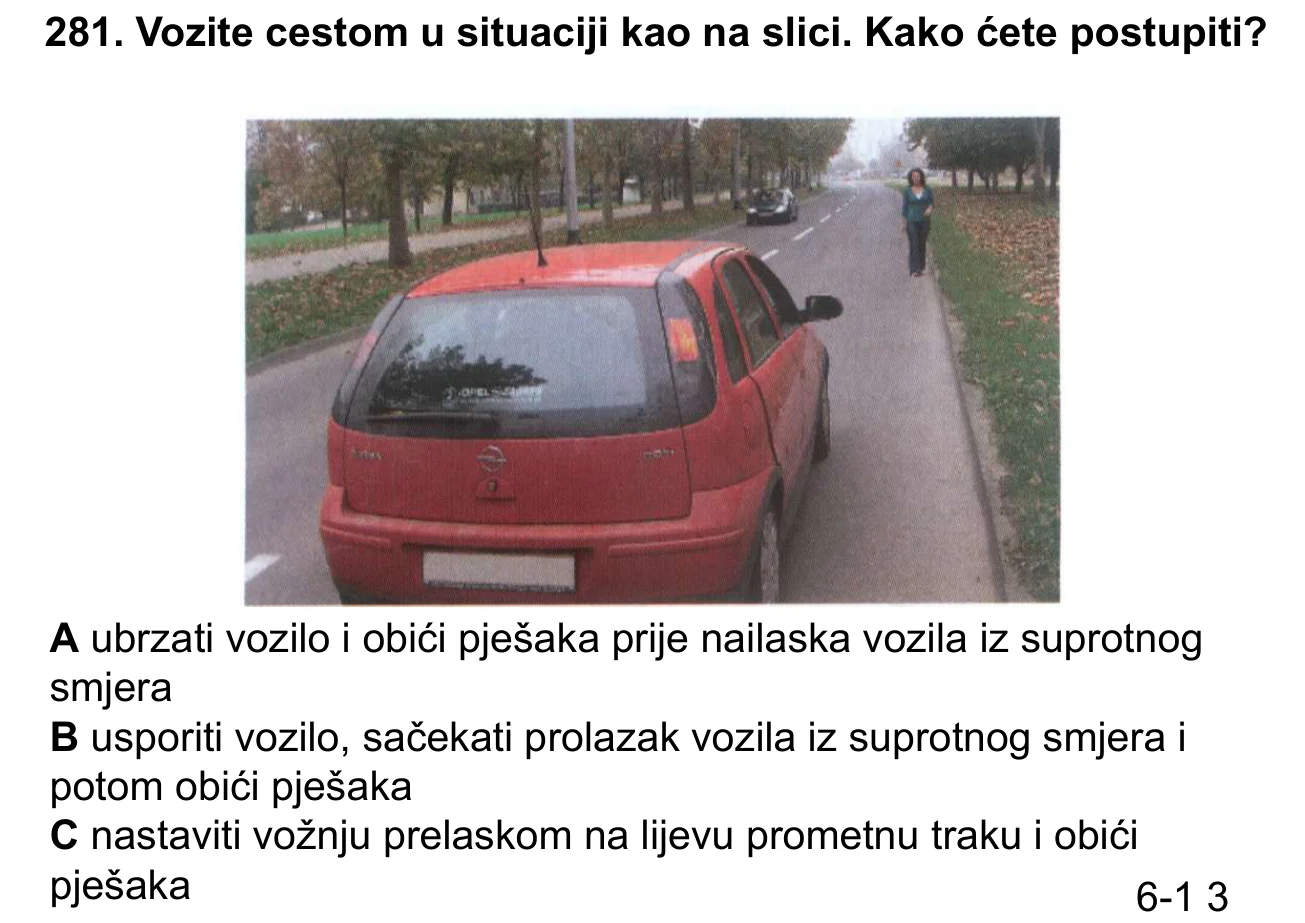 281. Vozite cestom u situaciji kao na slici. Kako ćete postupiti?
A ubrzati vozilo i obići pješaka prije nailaska vozila iz suprotnog
smjera
B usporiti vozilo, sačekati prolazak vozila iz suprotnog smjera i
potom obići pješaka
C nastaviti vožnju prelaskom na lijevu prometnu traku i obići
pješaka
6-1 3